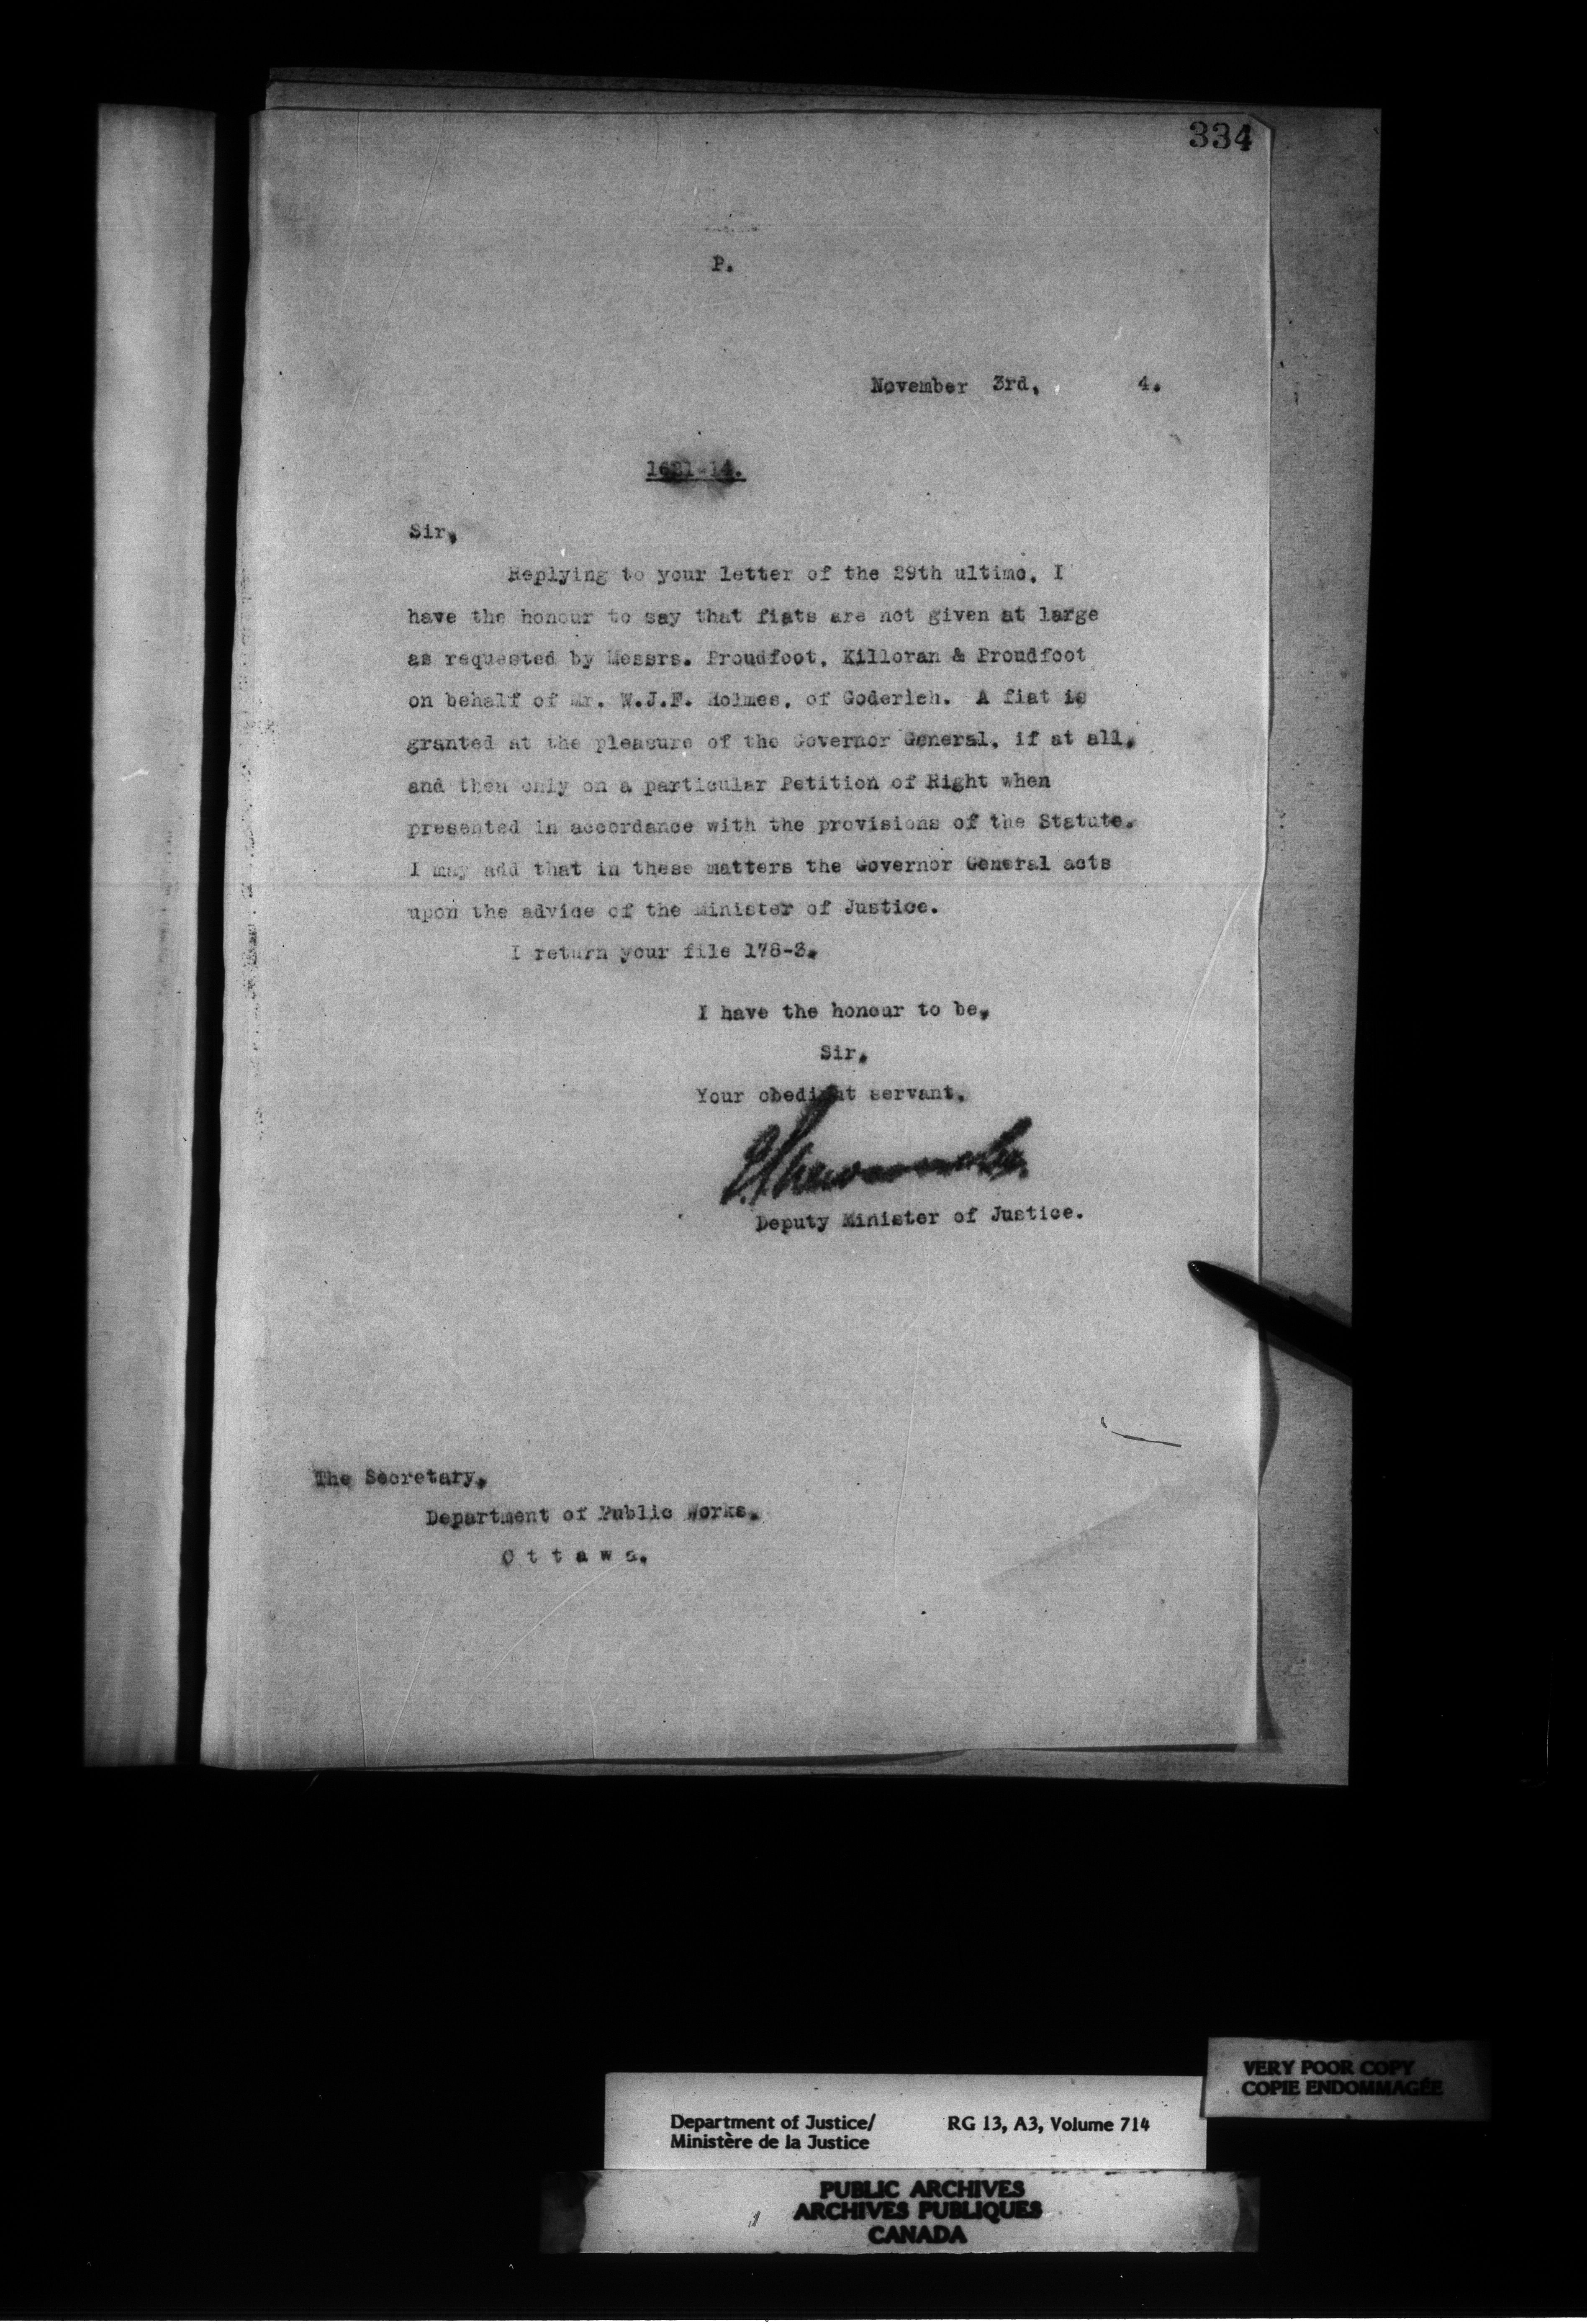 334
P.
November 3rd, 4.
Sir,
Replying to your letter of the 29th ultimo, I
have the honour to say that fiats are not given at large
as requested by Messrs. Proudfoot, Killoran & Proudfoot
on behalf of Mr. W.J.F. Holmes, of Goderich. A fiat is
granted at the pleasure of the Governor General, if at all,
and then only on a particular Petition of Right when
presented in accordance with the provisions of the Statute.
I may add that in these matters the Governor General acts
upon the advice of the Minister of Justice.
I return your file 178-3.
I have the honour to be,
Sir,
Your obedient servant,
Deputy Minister of Justice.
The Secretary,
Department of Public Works,
O t t a w a.
VERY POOR COPY
COPIE ENDOMMAGÉE
Department of Justice/ RG 13, A3, Volume 714
Ministère de la Justice
PUBLIC ARCHIVES
ARCHIVES PUBLIQUES
CANADA